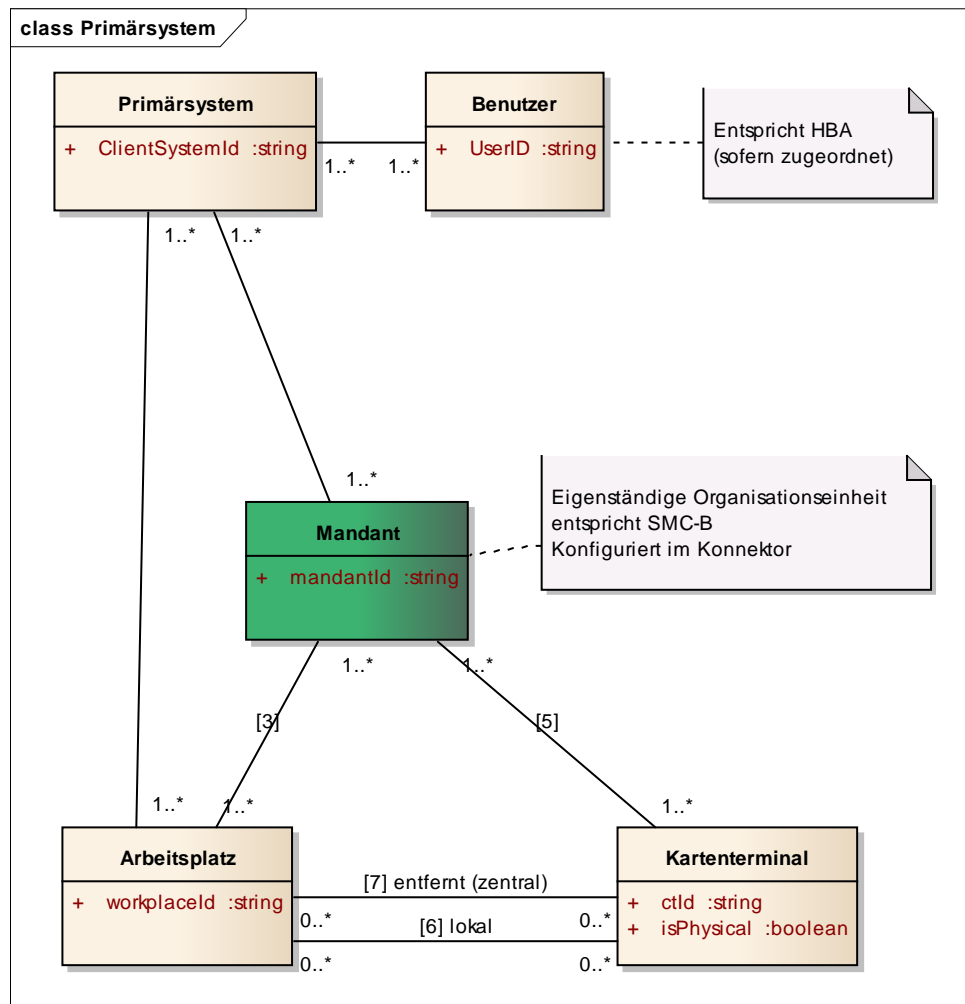 class Primärsystem
Primärsystem
+ ClientSystemId :string
Benutzer
+ UserID :string
Entspricht HBA
(sofern zugeordnet)
1..*
1..*
1..*
1..*
1..*
Eigenständige Organisationseinheit
entspricht SMC-B
Konfiguriert im Konnektor
Mandant
+ mandantId :string
1..*
1..*
[3]
[5]
1..*
1..*
1..*
Arbeitsplatz
+ workplaceId :string
Kartenterminal
+ ctId :string
+ isPhysical :boolean
[7] entfernt (zentral)
0..*
0..*
[6] lokal
0..*
0..*